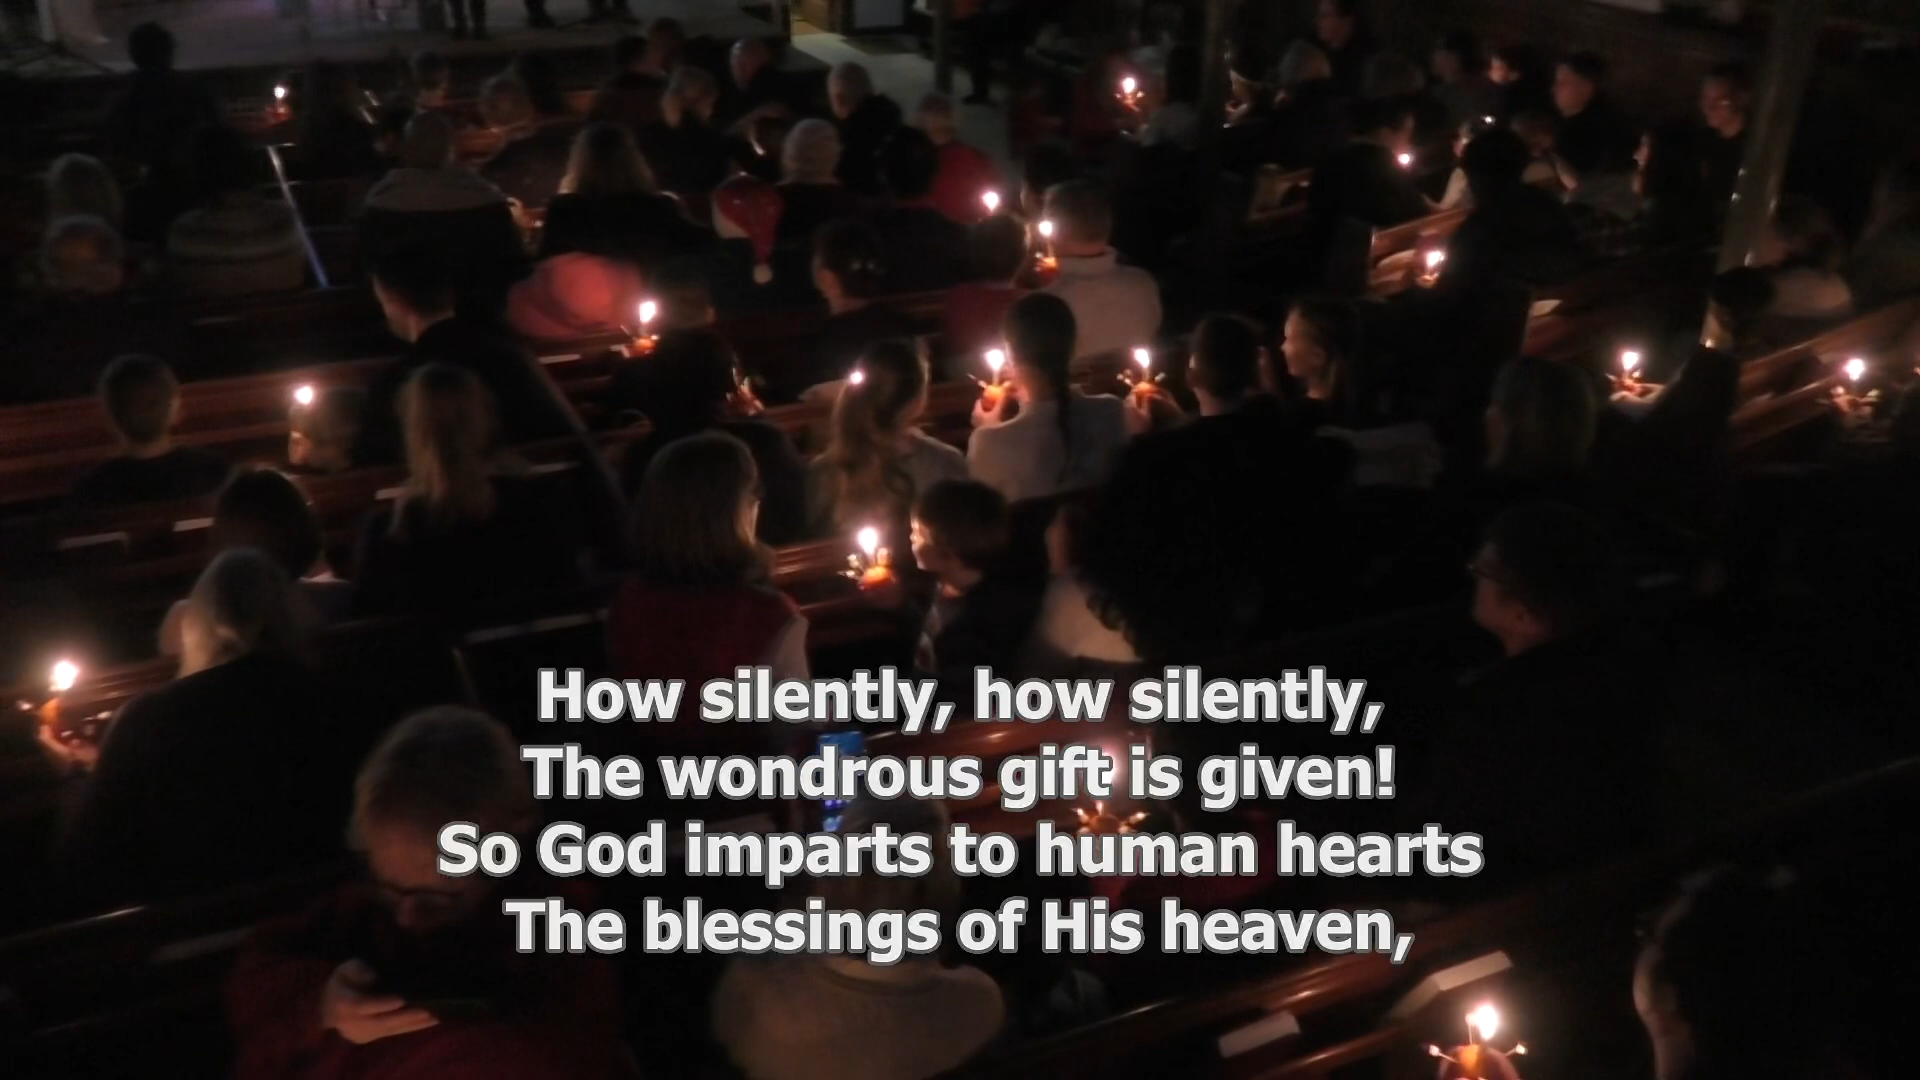 How silently, how silently,
The wondrous gift is given!
So God imparts to human hearts
The blessings of His heaven,